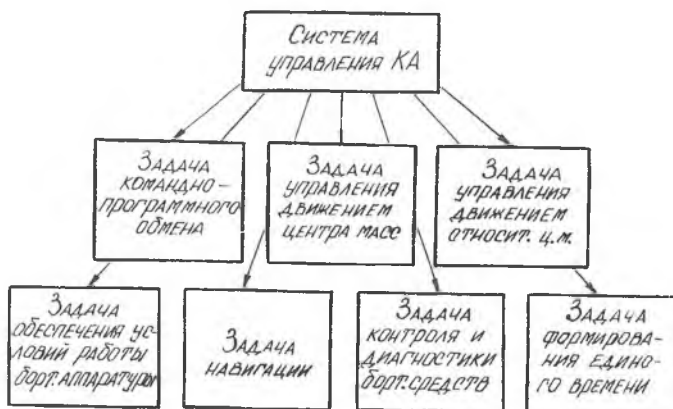 Система
управления КА
Задача
командно-
программного
обмена
Задача
управления
движением
центра масс
Задача
управления
движением
относит. ц.м.
Задача
обеспечения ус-
ловий работы
борт. аппаратуры
Задача
навигации
Задача
контроля и
диагностики
борт. средств
Задача
формирова-
ния едино-
го времени